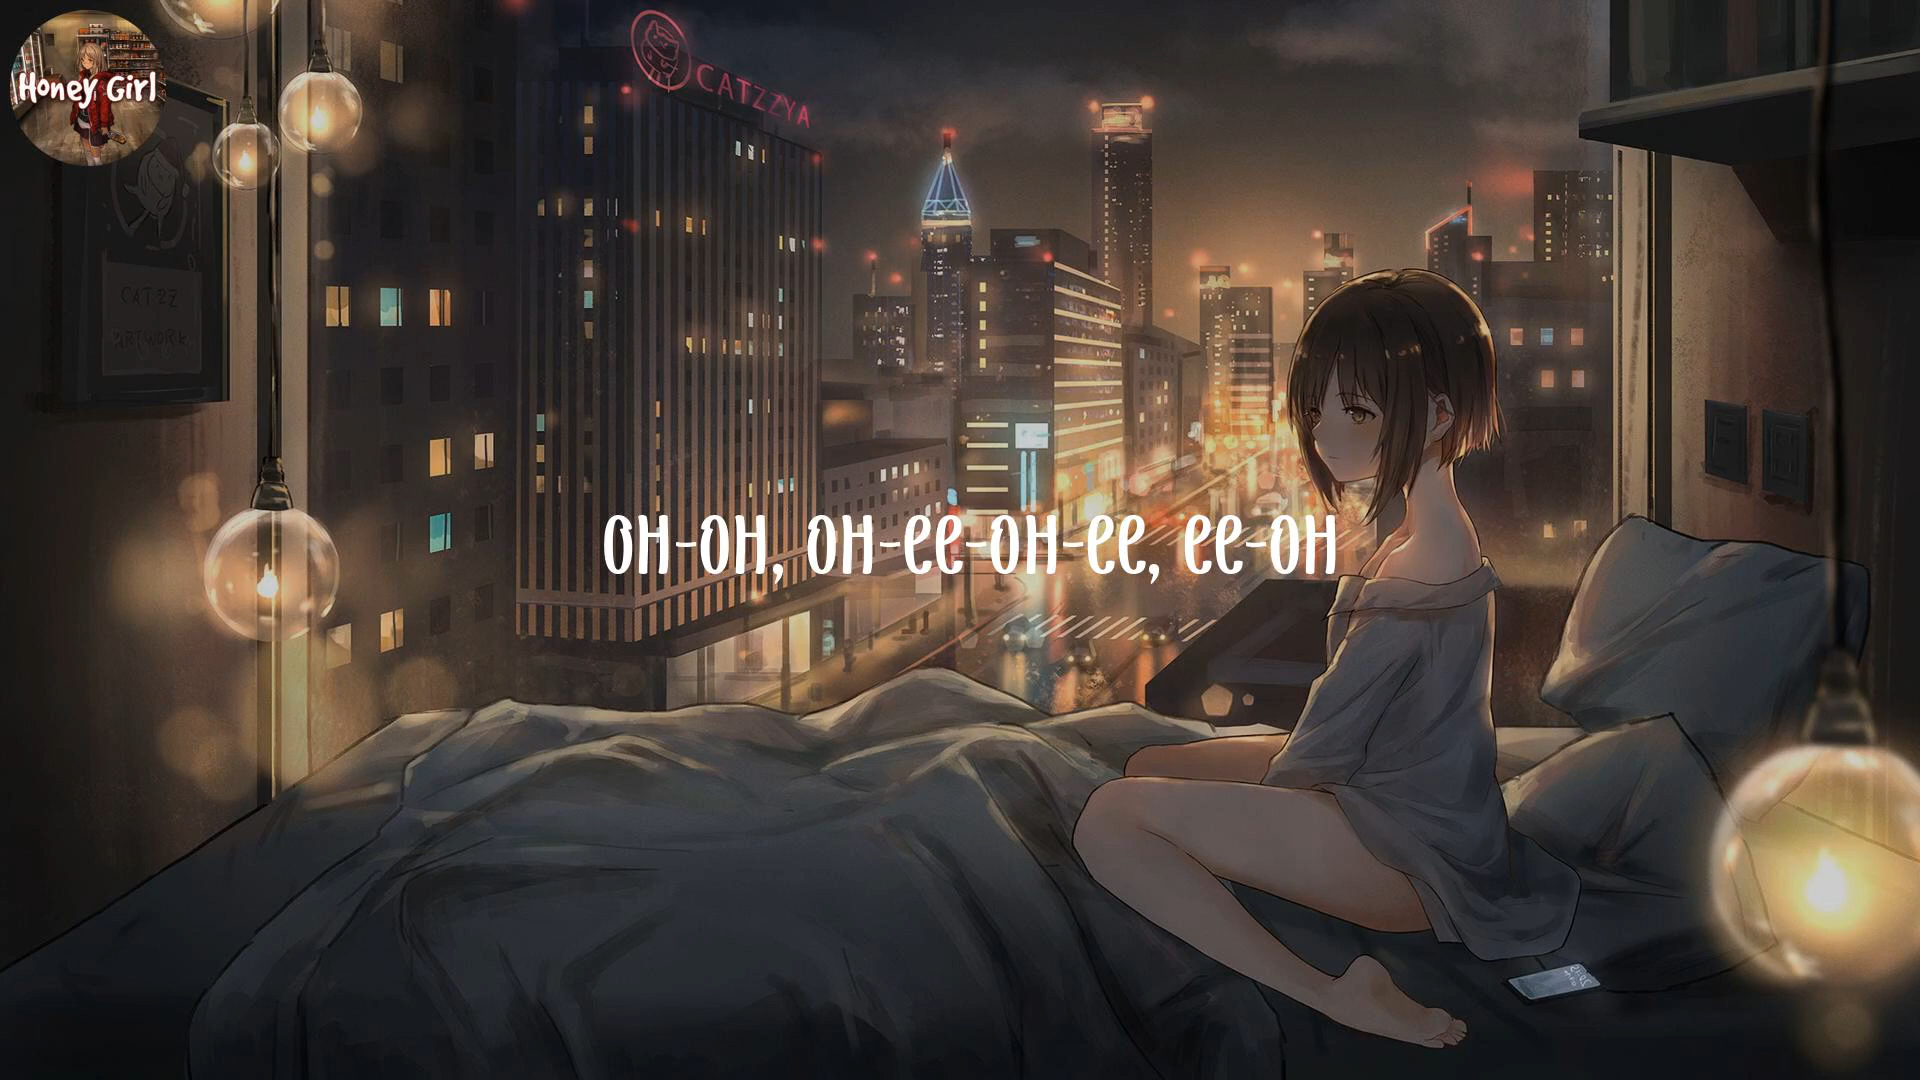 Honey Girl
CATZZYA
CATZZ
ARTWORK
OH-OH, OH-EE-OH-EE, EE-OH